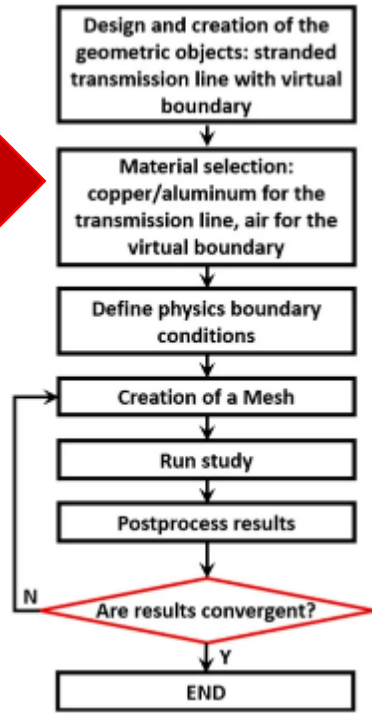 Design and creation of the
geometric objects: stranded
transmission line with virtual
boundary
Material selection:
copper/aluminum for the
transmission line, air for the
virtual boundary
Define physics boundary
conditions
Creation of a Mesh
Run study
Postprocess results
N
Are results convergent?
Y
END